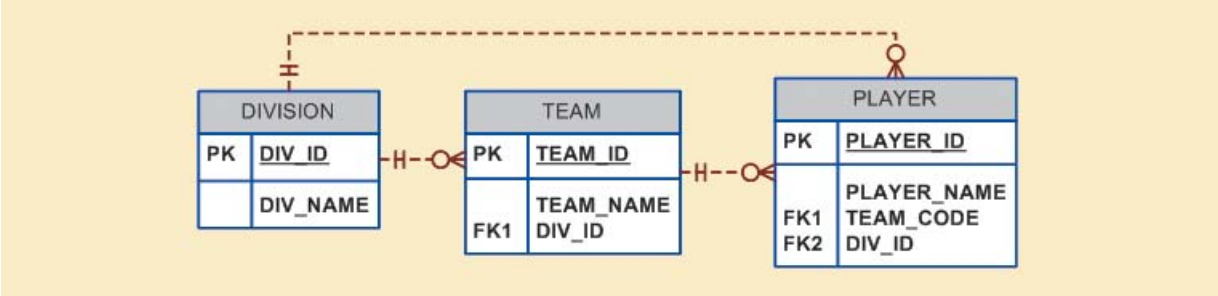 DIVISION
PK DIV_ID
DIV_NAME
TEAM
PK TEAM_ID
TEAM_NAME
FK1 DIV_ID
PLAYER
PK PLAYER_ID
PLAYER_NAME
FK1 TEAM_CODE
FK2 DIV_ID